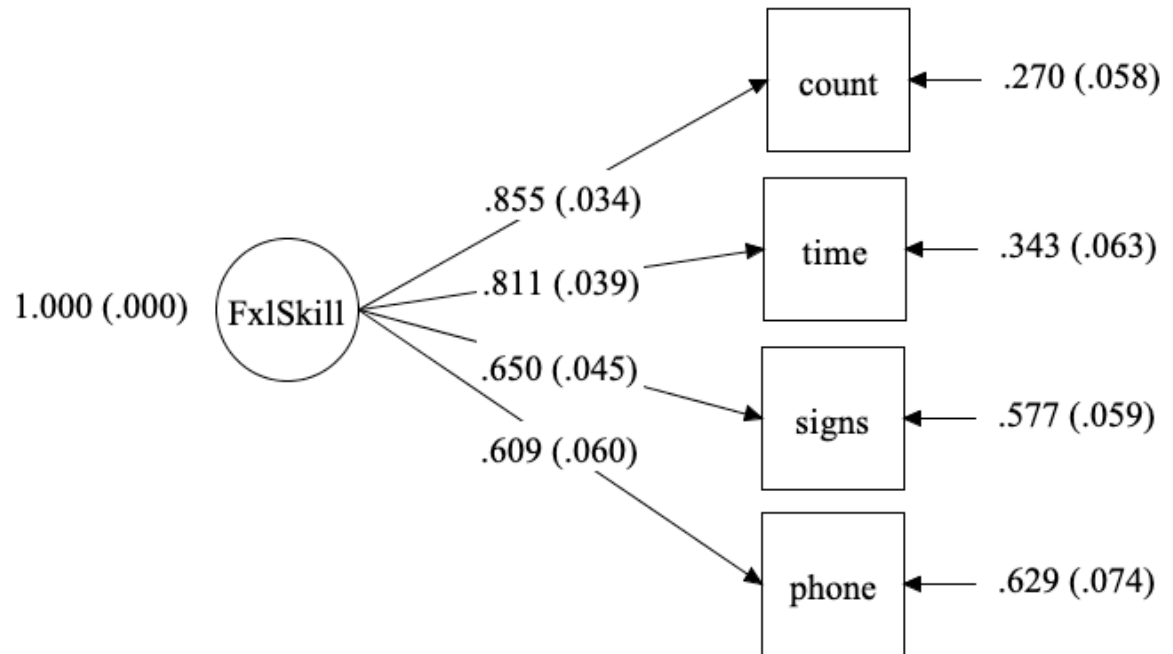 count
.270 (.058)
.855 (.034)
time
.343 (.063)
.811 (.039)
1.000 (.000)
FxlSkill
.650 (.045)
signs
.577 (.059)
.609 (.060)
phone
.629 (.074)